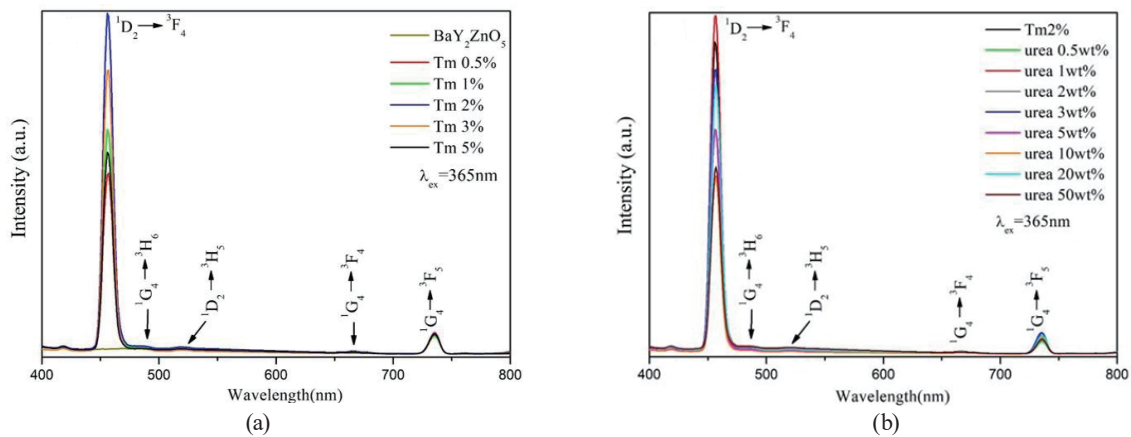 ¹D₂ → ³F₄
BaY₂ZnO₅
Tm 0.5%
Tm 1%
Tm 2%
Tm 3%
Tm 5%
λₑₓ=365nm
Intensity (a.u.)
¹G₄ → ³H₆
¹D₂ → ³H₅
¹G₄ → ³F₄
¹G₄ → ³F₅
400 500 600 700 800
Wavelength(nm)
(a)
¹D₂ → ³F₄
Tm2%
urea 0.5wt%
urea 1wt%
urea 2wt%
urea 3wt%
urea 5wt%
urea 10wt%
urea 20wt%
urea 50wt%
λₑₓ=365nm
Intensity (a.u.)
¹G₄ → ³H₆
¹D₂ → ³H₅
¹G₄ → ³F₄
¹G₄ → ³F₅
400 500 600 700 800
Wavelength(nm)
(b)